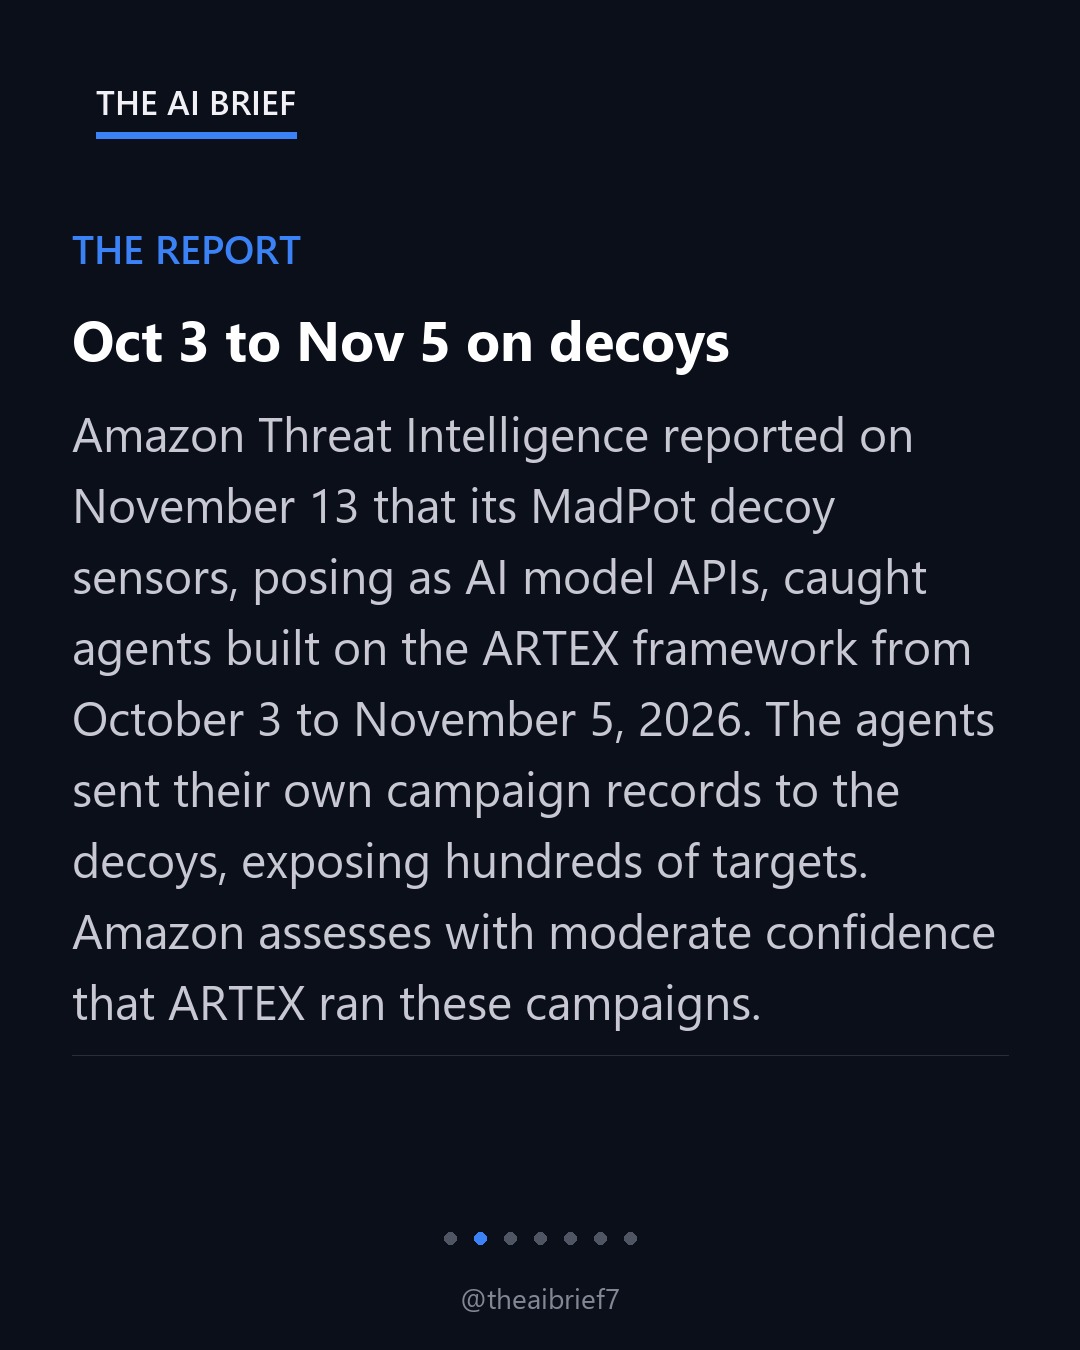 THE AI BRIEF
THE REPORT
Oct 3 to Nov 5 on decoys
Amazon Threat Intelligence reported on
November 13 that its MadPot decoy
sensors, posing as AI model APIs, caught
agents built on the ARTEX framework from
October 3 to November 5, 2026. The agents
sent their own campaign records to the
decoys, exposing hundreds of targets.
Amazon assesses with moderate confidence
that ARTEX ran these campaigns.
@theaibrief7